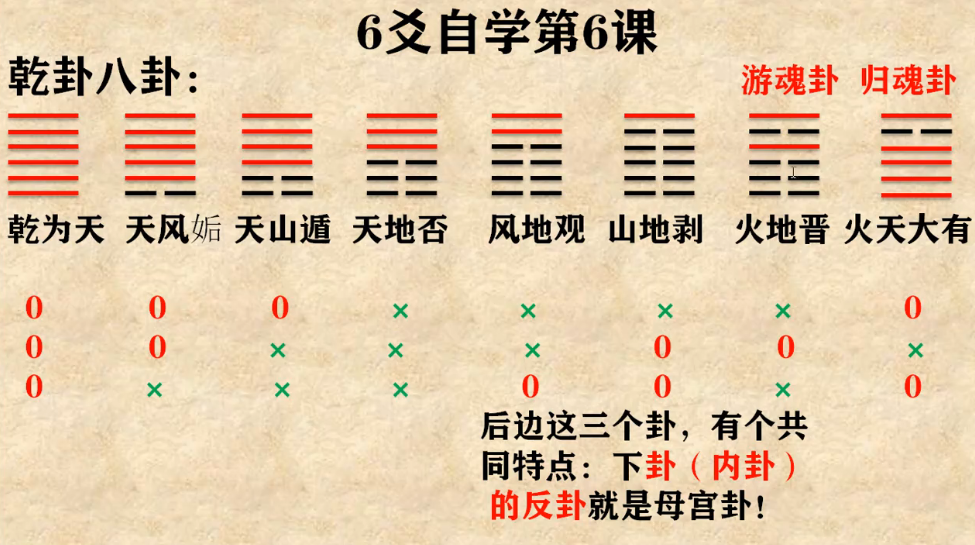 6爻自学第6课
乾卦八卦： 游魂卦 归魂卦
乾为天 天风姤 天山遁 天地否 风地观 山地剥 火地晋 火天大有
0 0 0 × × × × 0
0 0 × × × 0 0 ×
0 × × × 0 0 × 0
后边这三个卦，有个共
同特点：下卦（内卦）
的反卦就是母宫卦！